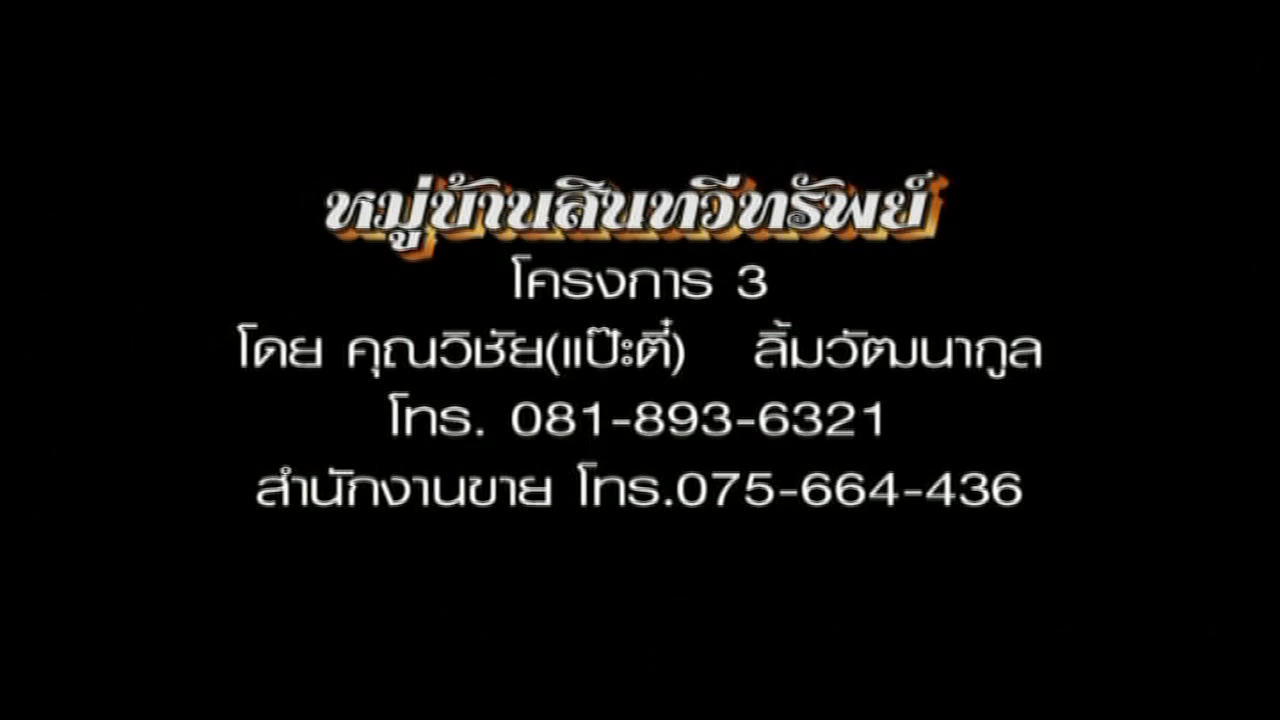 หมู่บ้านสินทวีทรัพย์
โครงการ 3
โดย คุณวิชัย(แป๊ะตี๋) ลิ้มวัฒนากูล
โทร. 081-893-6321
สำนักงานขาย โทร.075-664-436